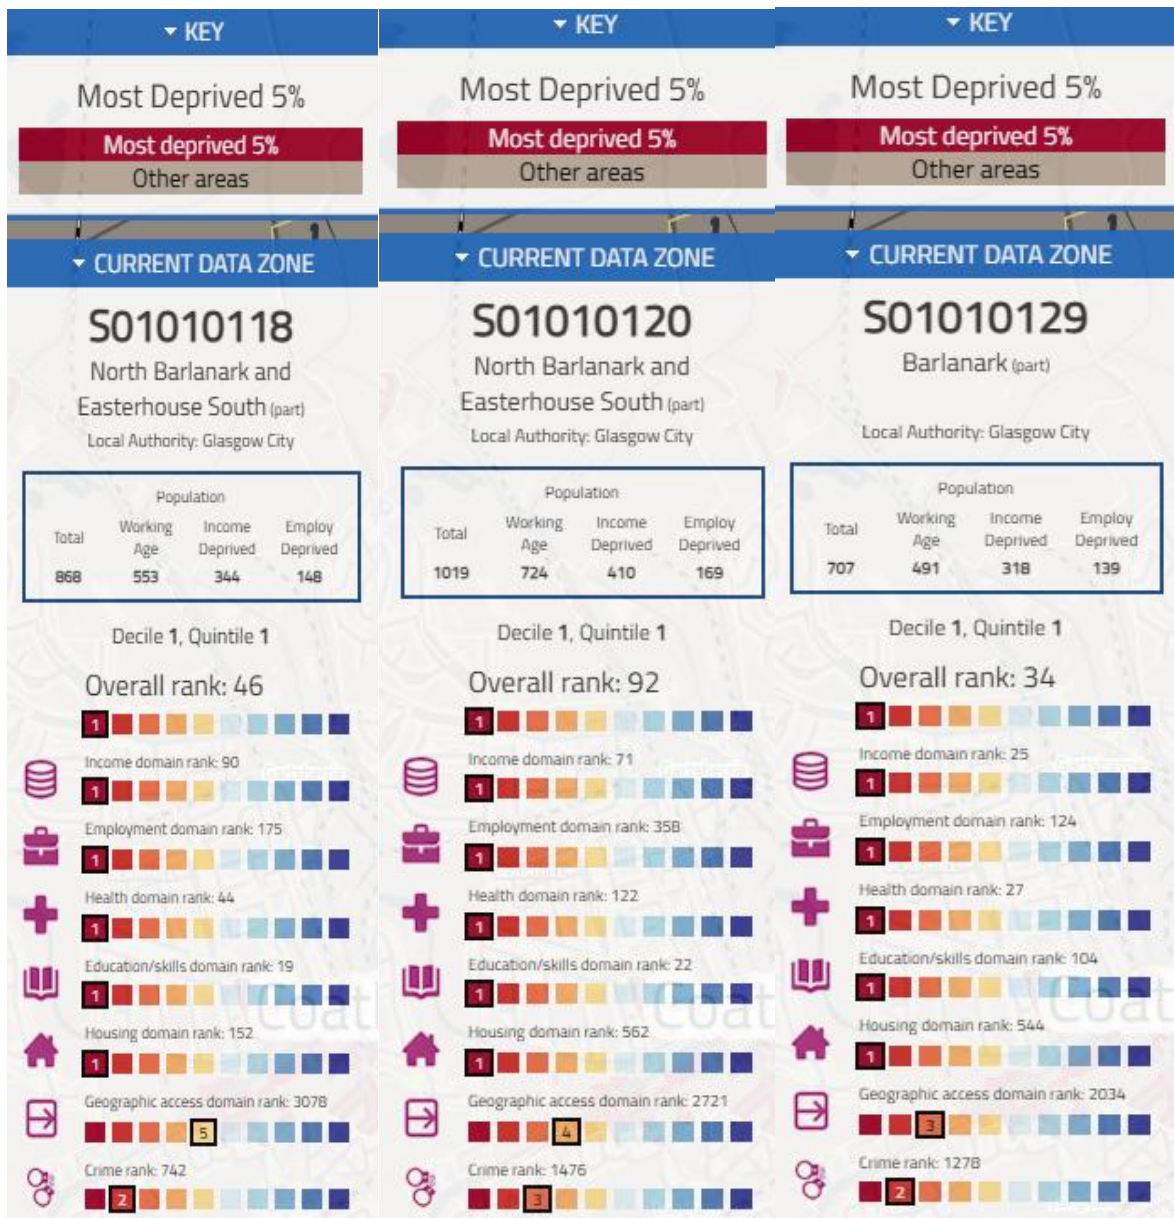 KEY
Most Deprived 5%
Most deprived 5%
Other areas
CURRENT DATA ZONE
S01010118
North Barlanark and
Easterhouse South (part)
Local Authority: Glasgow City
Population
Total
Working Age
Income Deprived
Employ Deprived
868 553 344 148
Decile 1, Quintile 1
Overall rank: 46
1
Income domain rank: 90
1
Employment domain rank: 175
1
Health domain rank: 44
1
Education/skills domain rank: 19
1
Housing domain rank: 152
1
Geographic access domain rank: 3078
5
Crime rank: 742
2
KEY
Most Deprived 5%
Most deprived 5%
Other areas
CURRENT DATA ZONE
S01010120
North Barlanark and
Easterhouse South (part)
Local Authority: Glasgow City
Population
Total
Working Age
Income Deprived
Employ Deprived
1019 724 410 169
Decile 1, Quintile 1
Overall rank: 92
1
Income domain rank: 71
1
Employment domain rank: 358
1
Health domain rank: 122
1
Education/skills domain rank: 22
1
Housing domain rank: 562
1
Geographic access domain rank: 2721
4
Crime rank: 1476
3
KEY
Most Deprived 5%
Most deprived 5%
Other areas
CURRENT DATA ZONE
S01010129
Barlanark (part)
Local Authority: Glasgow City
Population
Total
Working Age
Income Deprived
Employ Deprived
707 491 318 139
Decile 1, Quintile 1
Overall rank: 34
1
Income domain rank: 25
1
Employment domain rank: 124
1
Health domain rank: 27
1
Education/skills domain rank: 104
1
Housing domain rank: 544
1
Geographic access domain rank: 2034
3
Crime rank: 1278
2